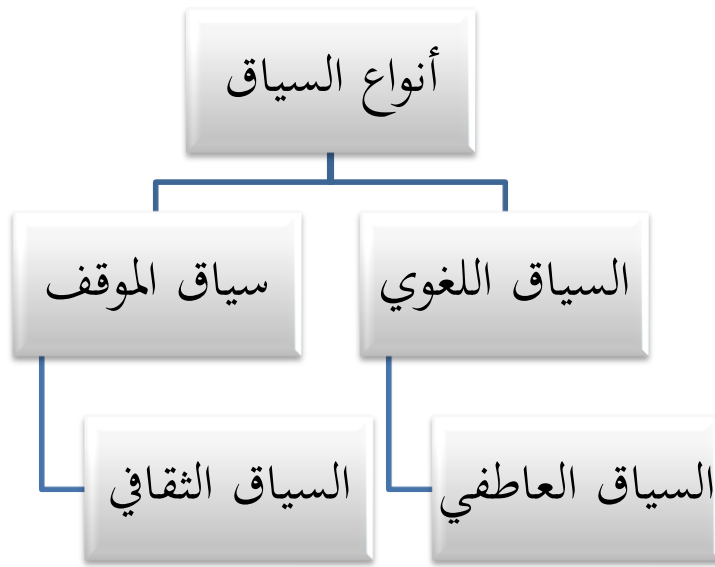 أنواع السياق
السياق اللغوي
سياق الموقف
السياق العاطفي
السياق الثقافي